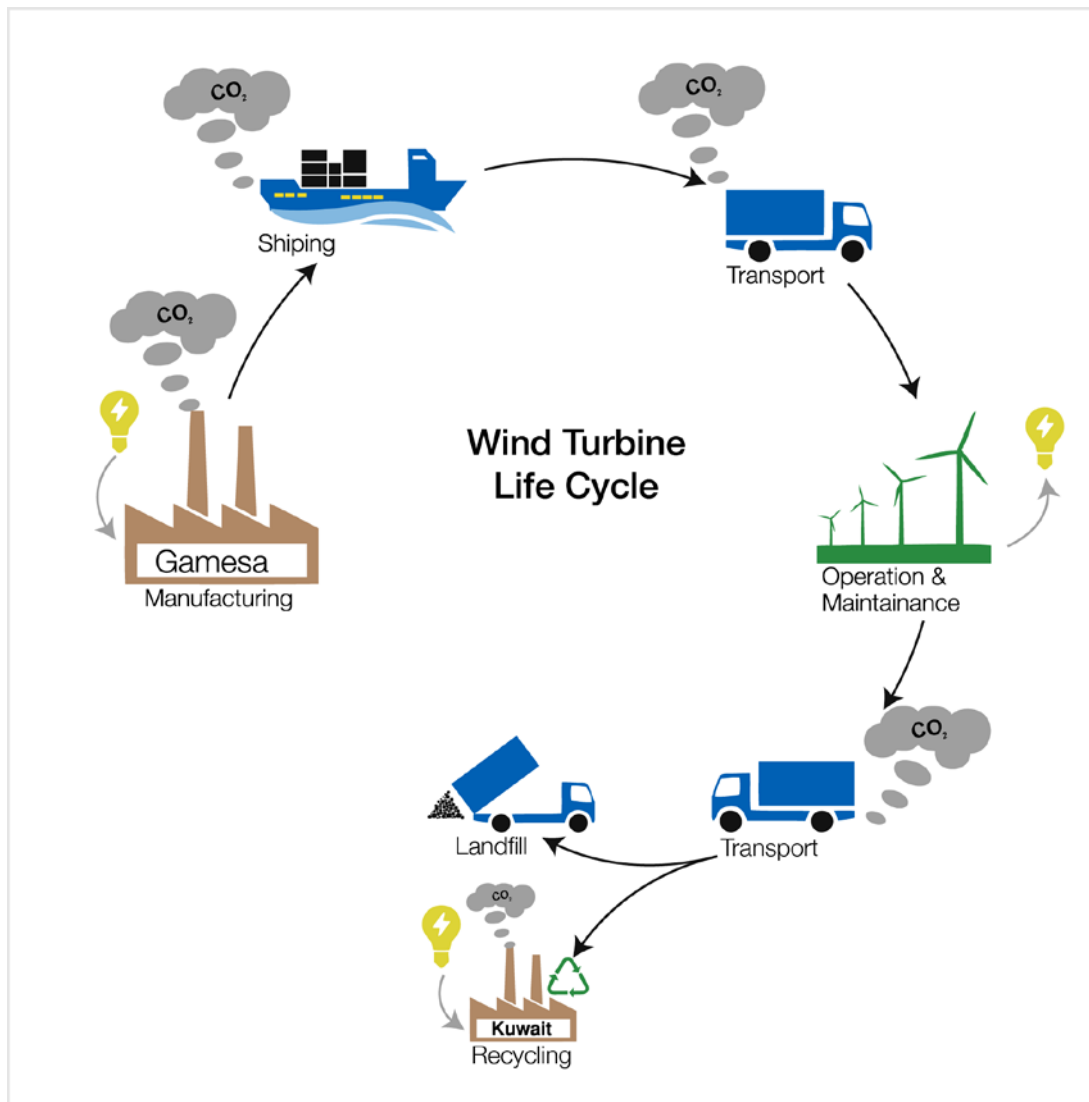 CO₂
CO₂
Shiping
Transport
CO₂
Wind Turbine
Life Cycle
Gamesa
Manufacturing
Operation &
Maintainance
CO₂
Landfill
Transport
CO₂
Kuwait
Recycling